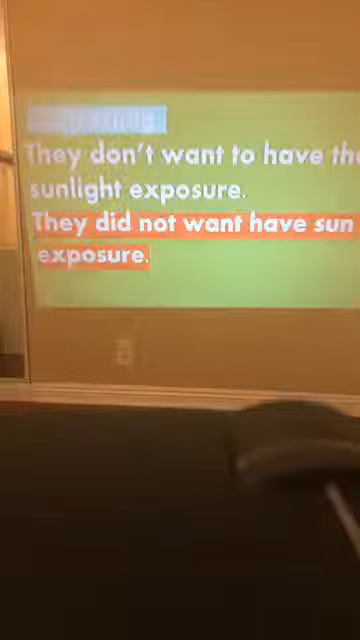 They don't want to have the
sunlight exposure.
They did not want have sun
exposure.